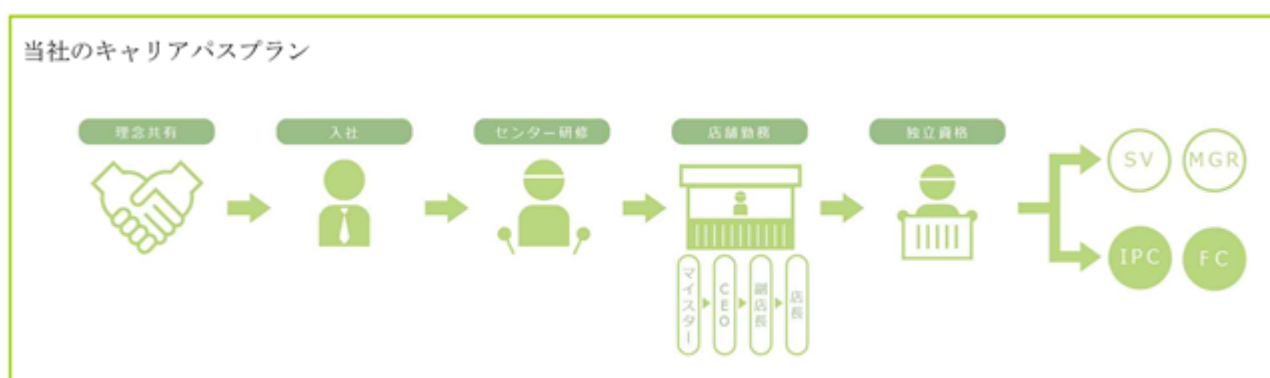 当社のキャリアパスプラン
理念共有
入社
センター研修
店舗勤務
独立資格
SV
MGR
IPC
FC
マイスター
CEO
副店長
店長